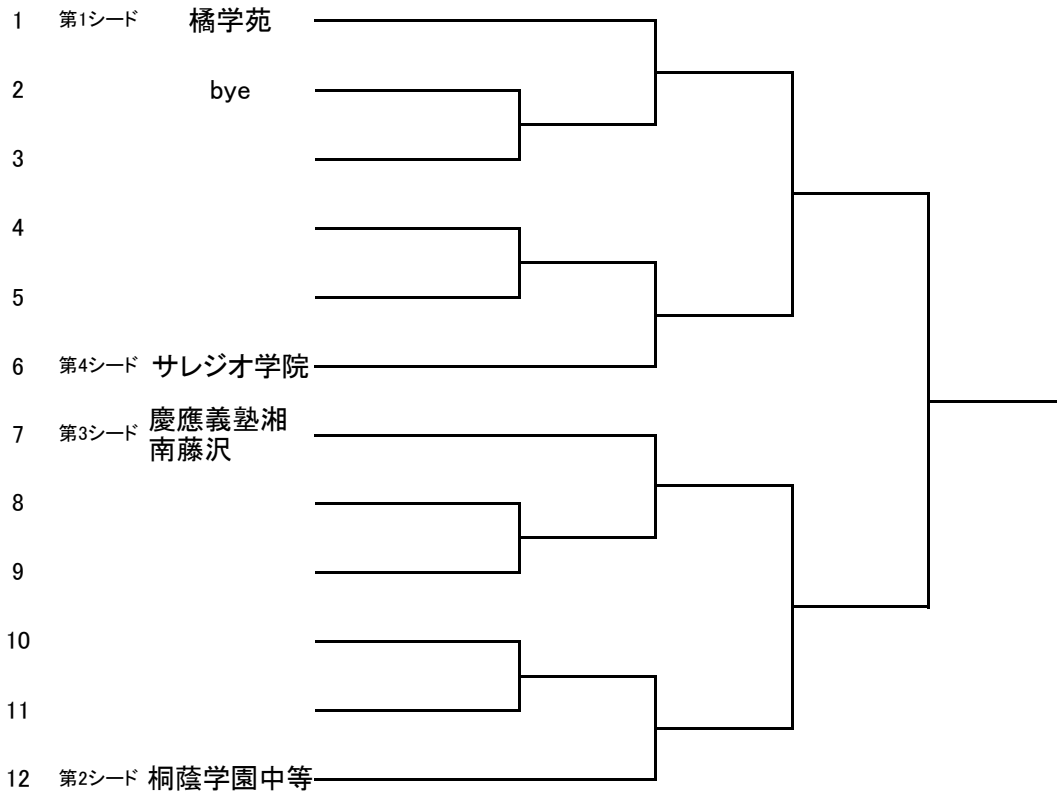 1 第1シード 橘学苑
2 bye
3
4
5
6 第4シード サレジオ学院
7 第3シード 慶應義塾湘
南藤沢
8
9
10
11
12 第2シード 桐蔭学園中等